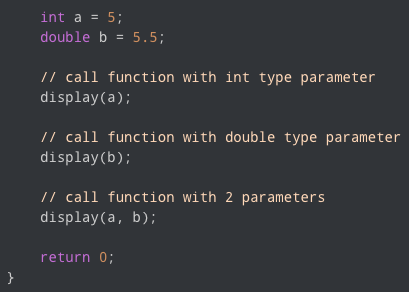 int a = 5;
double b = 5.5;
// call function with int type parameter
display(a);
// call function with double type parameter
display(b);
// call function with 2 parameters
display(a, b);
return 0;
}